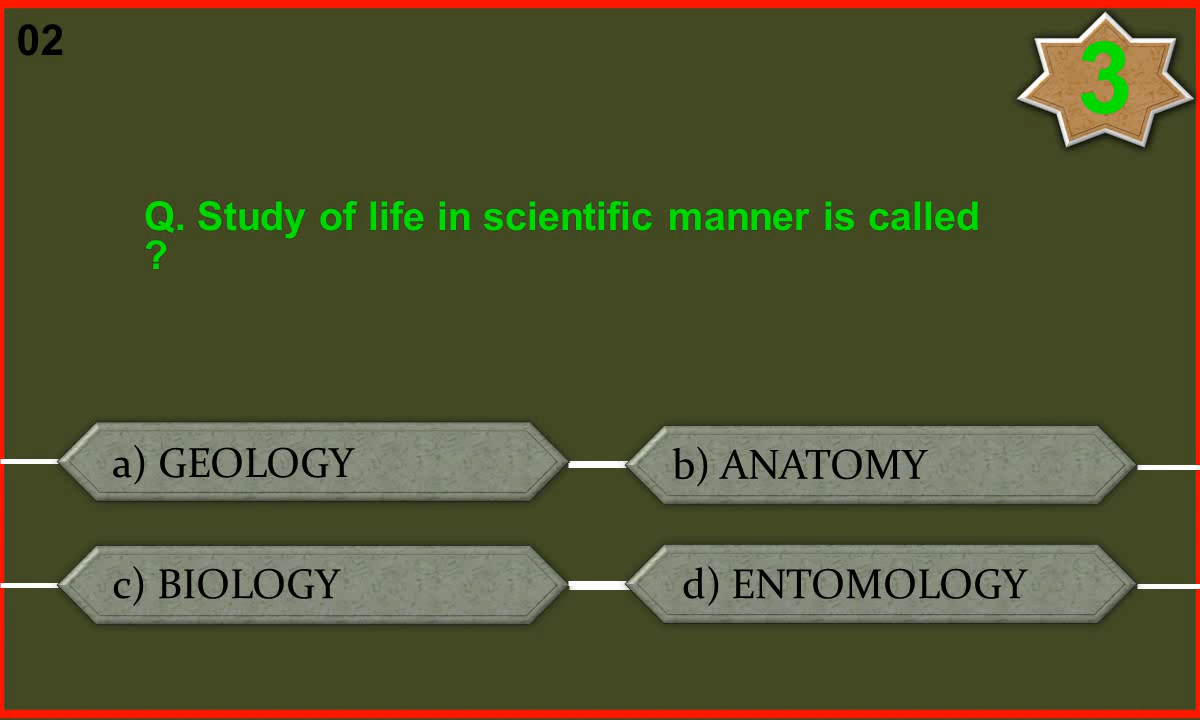 02
3
Q. Study of life in scientific manner is called
?
a) GEOLOGY
b) ANATOMY
c) BIOLOGY
d) ENTOMOLOGY